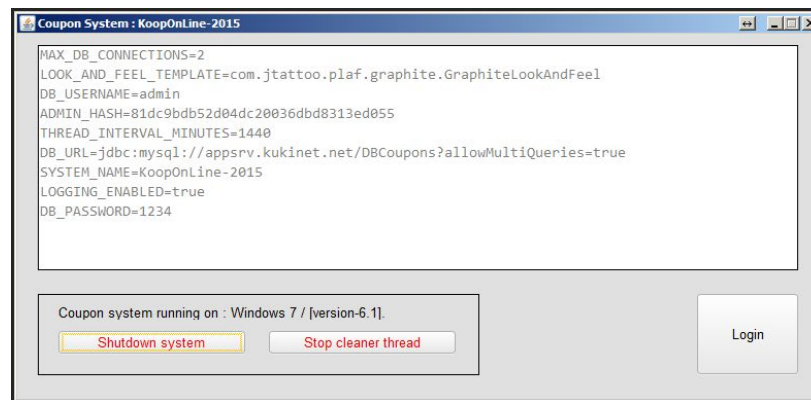 Coupon System : KoopOnLine-2015
MAX_DB_CONNECTIONS=2
LOOK_AND_FEEL_TEMPLATE=com.jtattoo.plaf.graphite.GraphiteLookAndFeel
DB_USERNAME=admin
ADMIN_HASH=81dc9bdb52d04dc20036dbd8313ed055
THREAD_INTERVAL_MINUTES=1440
DB_URL=jdbc:mysql://appsrv.kukinet.net/DBCoupons?allowMultiQueries=true
SYSTEM_NAME=KoopOnLine-2015
LOGGING_ENABLED=true
DB_PASSWORD=1234
Coupon system running on : Windows 7 / [version-6.1].
Shutdown system
Stop cleaner thread
Login